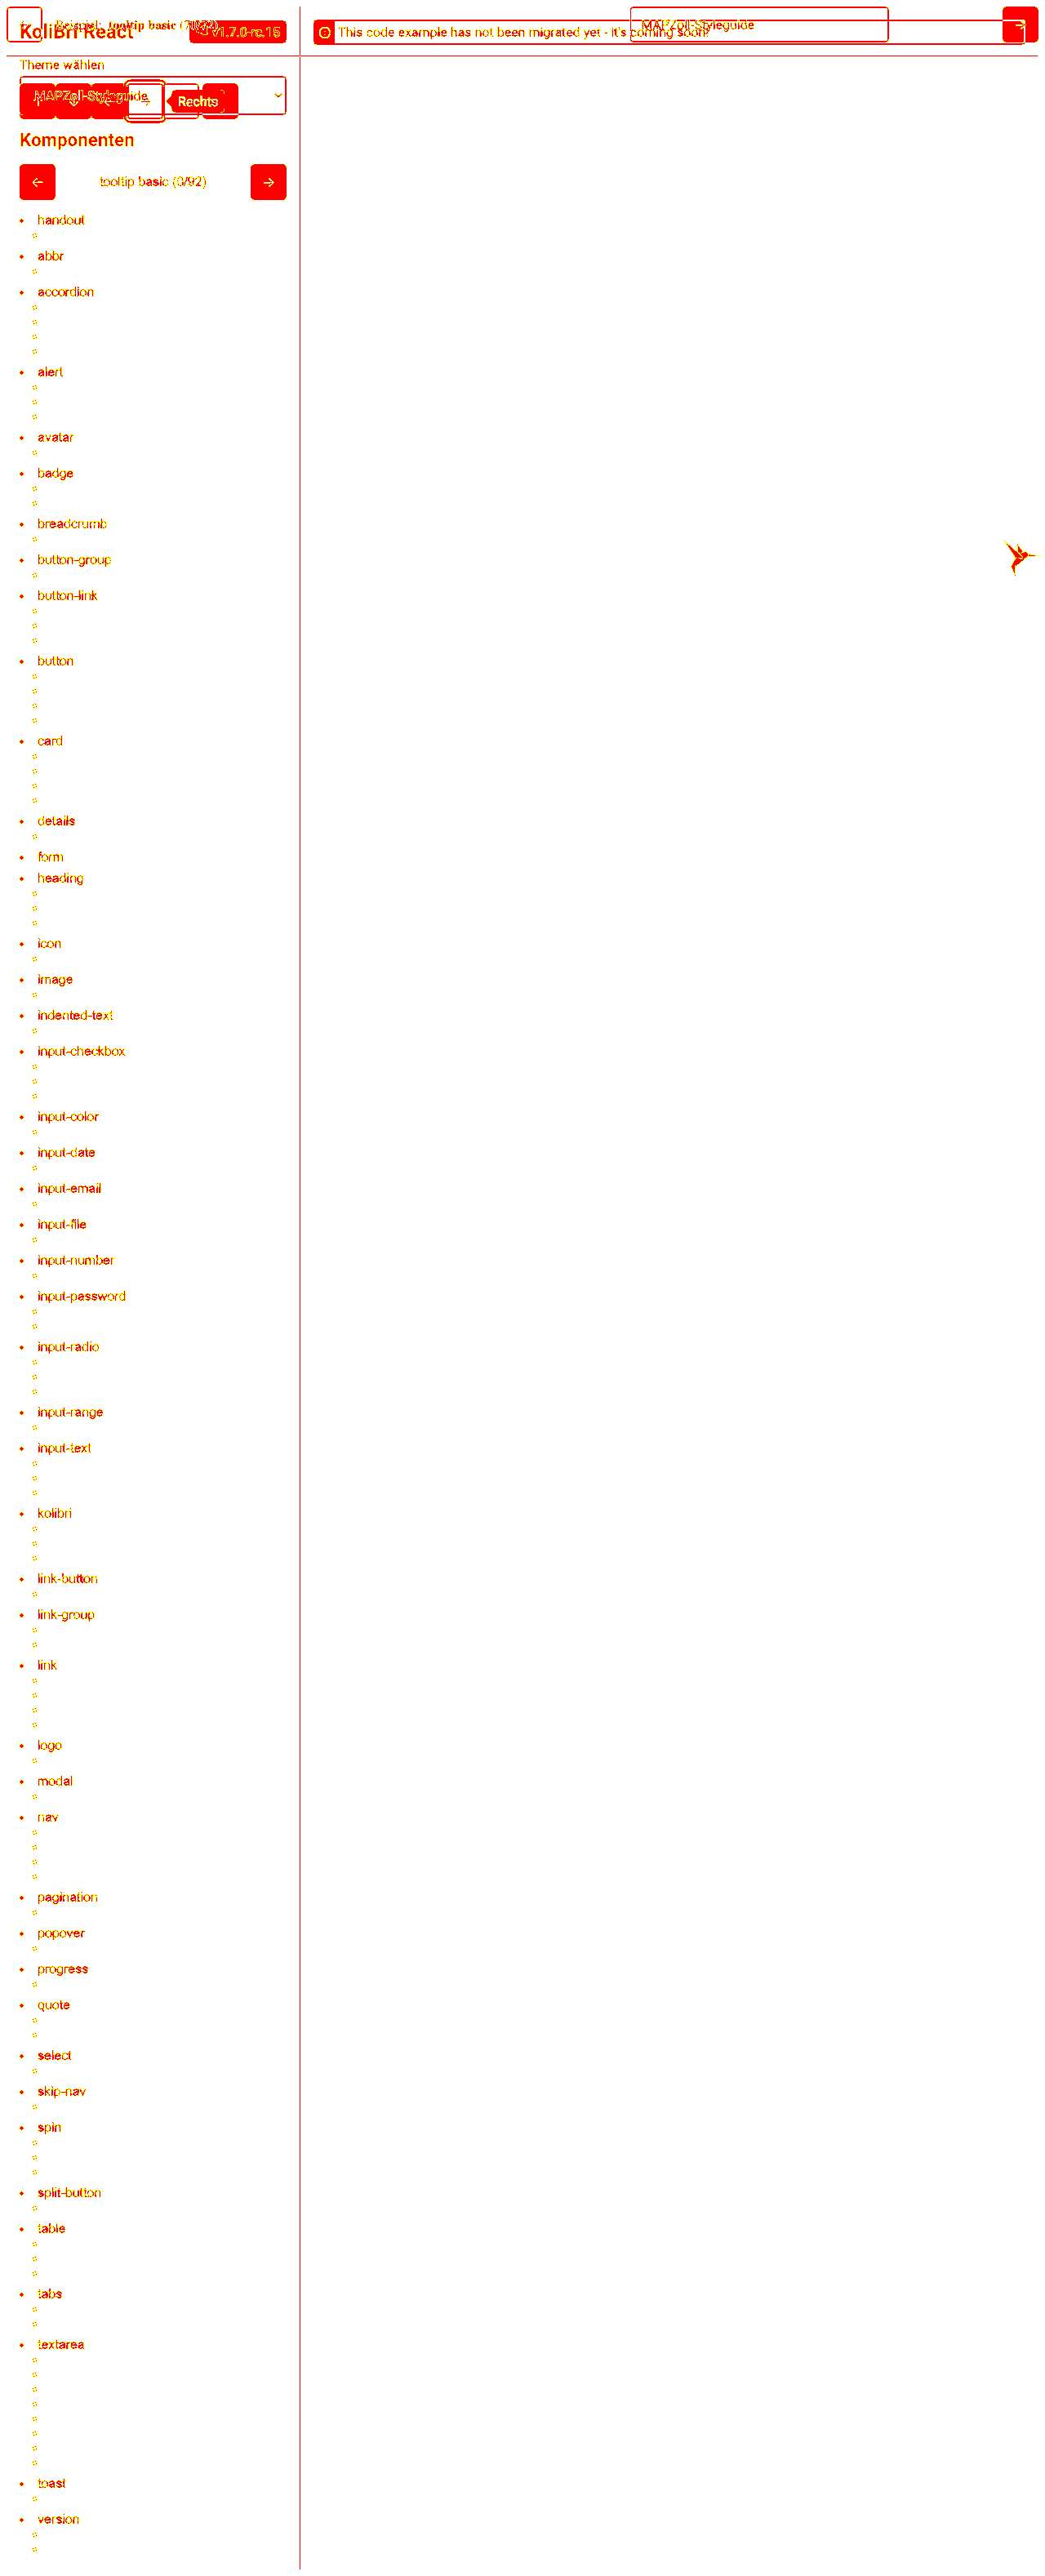 KoliBri React
Beispiel: tooltip basic
v1.7.0-rc.15
This code example has not been migrated yet - it's coming soon!
MAPZoll-Styleguide
Theme wählen
MAPZoll-Styleguide
Rechts
Komponenten
tooltip basic (0/92)
handout
abbr
accordion
alert
avatar
badge
breadcrumb
button-group
button-link
button
card
details
form
heading
icon
image
indented-text
input-checkbox
input-color
input-date
input-email
input-file
input-number
input-password
input-radio
input-range
input-text
kolibri
link-button
link-group
link
logo
modal
nav
pagination
popover
progress
quote
select
skip-nav
spin
split-button
table
tabs
textarea
toast
version